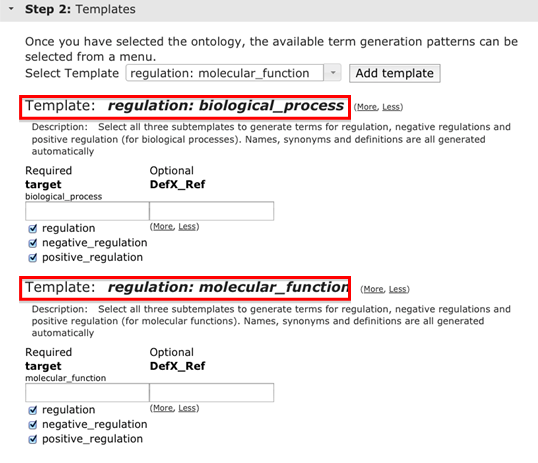 Step 2: Templates
Once you have selected the ontology, the available term generation patterns can be
selected from a menu.
Select Template regulation: molecular_function Add template
Template: regulation: biological_process (More, Less)
Description: Select all three subtemplates to generate terms for regulation, negative regulations and
positive regulation (for biological processes). Names, synonyms and definitions are all generated
automatically
Required Optional
target DefX_Ref
biological_process
regulation (More, Less)
negative_regulation
positive_regulation
Template: regulation: molecular_function (More, Less)
Description: Select all three subtemplates to generate terms for regulation, negative regulations and
positive regulation (for molecular functions). Names, synonyms and definitions are all generated
automatically
Required Optional
target DefX_Ref
molecular_function
regulation (More, Less)
negative_regulation
positive_regulation